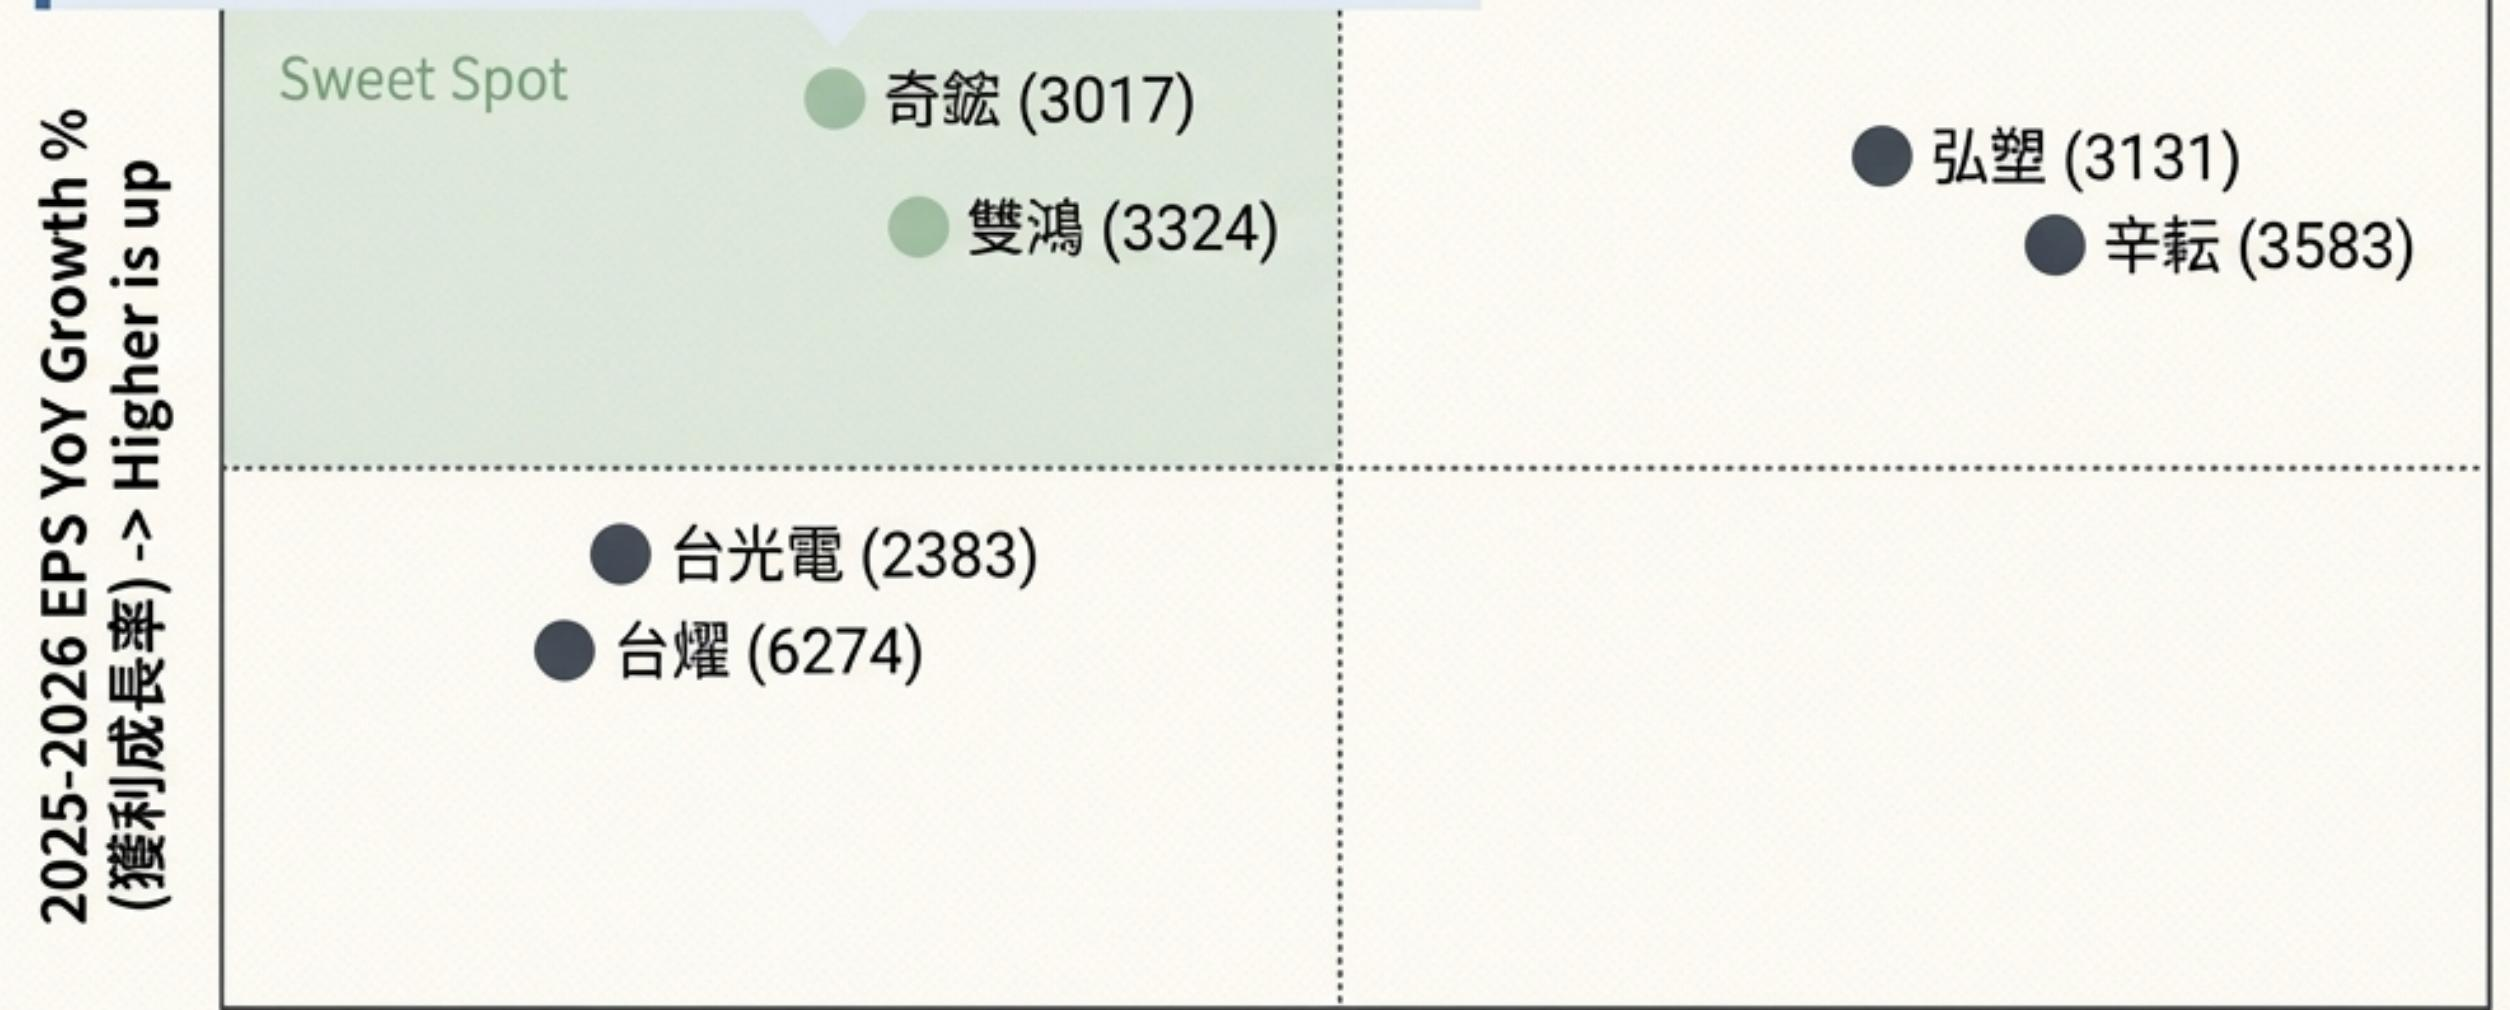 2025-2026 EPS YoY Growth %
(獲利成長率) -> Higher is up
Sweet Spot
奇鋐 (3017)
雙鴻 (3324)
弘塑 (3131)
辛耘 (3583)
台光電 (2383)
台燿 (6274)